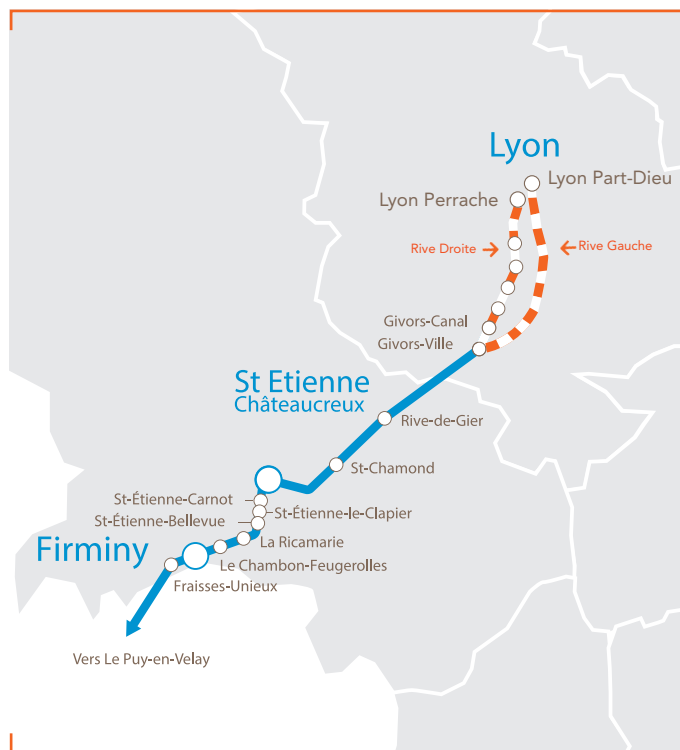 Lyon
Lyon Part-Dieu
Lyon Perrache
Rive Droite
Rive Gauche
Givors-Canal
Givors-Ville
St Etienne
Châteaucreux
Rive-de-Gier
St-Chamond
St-Étienne-Carnot
St-Étienne-le-Clapier
St-Étienne-Bellevue
La Ricamarie
Firminy
Le Chambon-Feugerolles
Fraisses-Unieux
Vers Le Puy-en-Velay